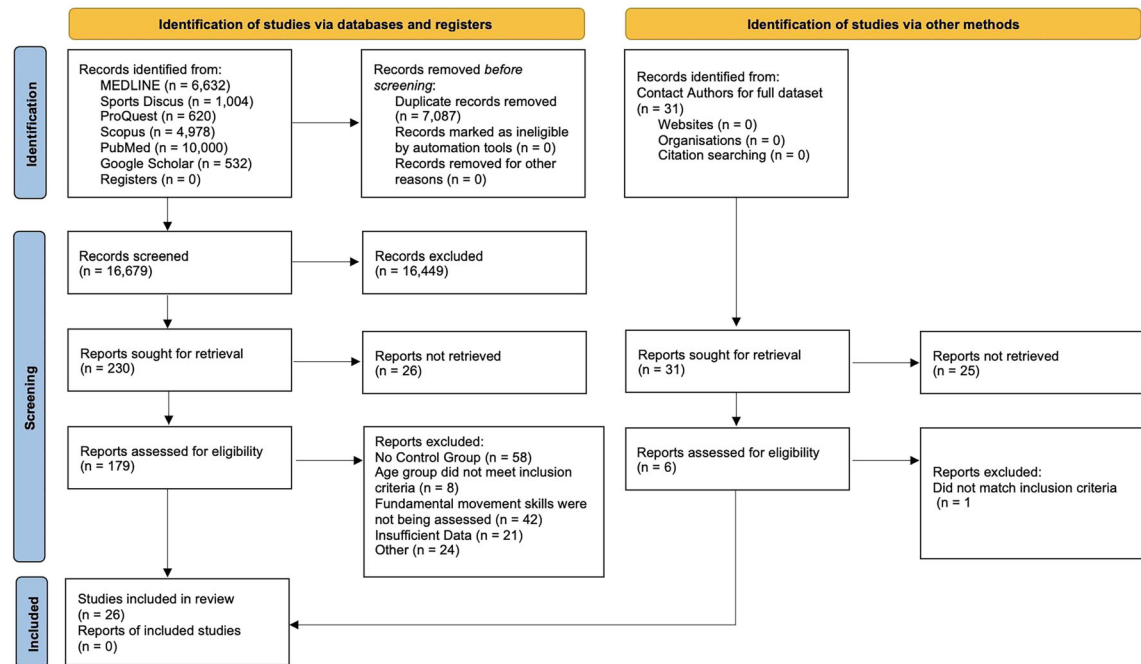 Identification of studies via databases and registers
Identification of studies via other methods
Identification
Records identified from:
MEDLINE (n = 6,632)
Sports Discus (n = 1,004)
ProQuest (n = 620)
Scopus (n = 4,978)
PubMed (n = 10,000)
Google Scholar (n = 532)
Registers (n = 0)
Records removed before
screening:
Duplicate records removed
(n = 7,087)
Records marked as ineligible
by automation tools (n = 0)
Records removed for other
reasons (n = 0)
Records identified from:
Contact Authors for full dataset
(n = 31)
Websites (n = 0)
Organisations (n = 0)
Citation searching (n = 0)
Screening
Records screened
(n = 16,679)
Records excluded
(n = 16,449)
Reports sought for retrieval
(n = 230)
Reports not retrieved
(n = 26)
Reports sought for retrieval
(n = 31)
Reports not retrieved
(n = 25)
Reports assessed for eligibility
(n = 179)
Reports excluded:
No Control Group (n = 58)
Age group did not meet inclusion
criteria (n = 8)
Fundamental movement skills were
not being assessed (n = 42)
Insufficient Data (n = 21)
Other (n = 24)
Reports assessed for eligibility
(n = 6)
Reports excluded:
Did not match inclusion criteria
(n = 1
Included
Studies included in review
(n = 26)
Reports of included studies
(n = 0)